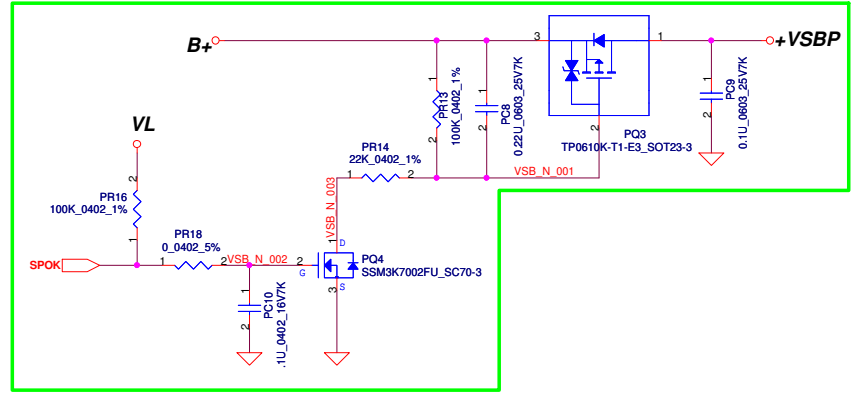 B+
3
1
+VSBP
1
PR13
100K_0402_1%
2
1
PC8
0.22U_0603_25V7K
2
2
PQ3
TP0610K-T1-E3_SOT23-3
1
PC9
0.1U_0603_25V7K
2
VL
PR14
22K_0402_1%
1
2
VSB_N_001
2
PR16
100K_0402_1%
1
VSB_N_003
PR18
0_0402_5%
SPOK
1
2
VSB_N_002
2
G
1
D
PQ4
SSM3K7002FU_SC70-3
3
S
1
PC10
.1U_0402_16V7K
2